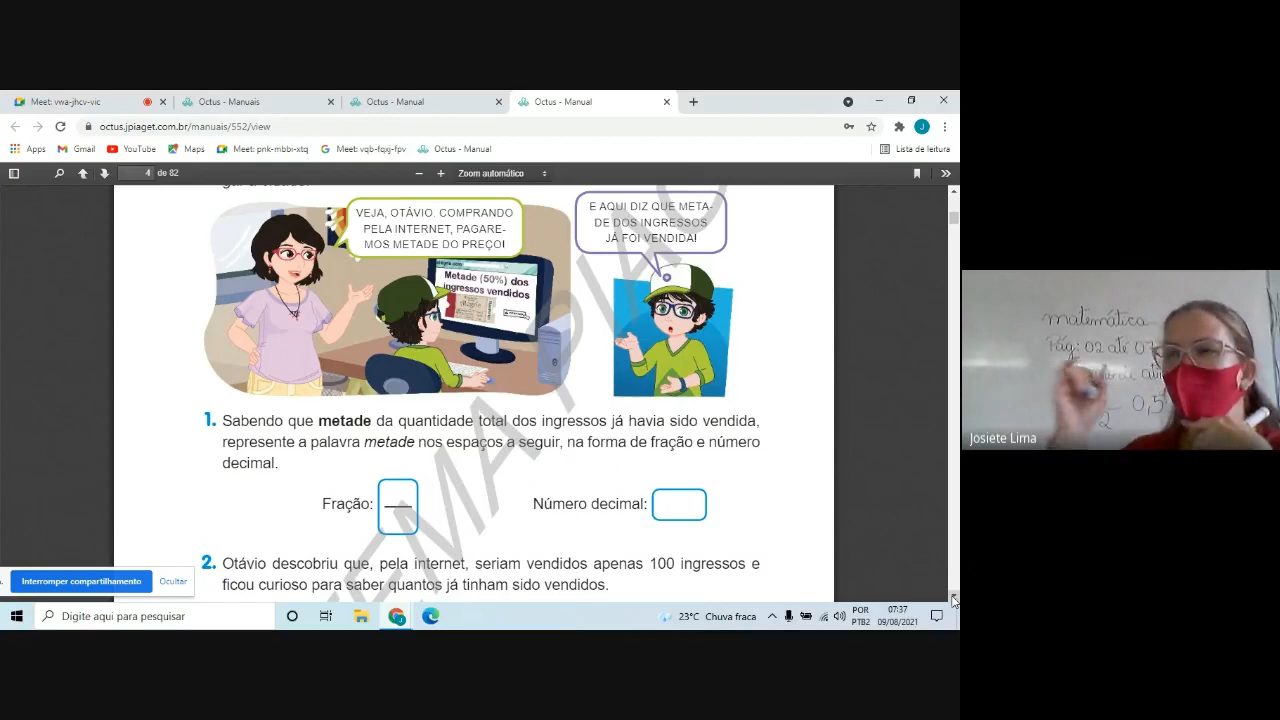 Meet: vwa-jhcv-vic
Octus - Manuais
Octus - Manual
Octus - Manual
octus.jpiaget.com.br/manuais/552/view
Apps
Gmail
YouTube
Maps
Meet: pnk-mbbi-xtq
Meet: vqb-fqxj-fpv
Octus - Manual
Lista de leitura
4 de 82
Zoom automático
VEJA, OTÁVIO. COMPRANDO
PELA INTERNET, PAGARE-
MOS METADE DO PREÇO!
E AQUI DIZ QUE META-
DE DOS INGRESSOS
JÁ FOI VENDIDA!
Metade (50%) dos
ingressos vendidos
1. Sabendo que metade da quantidade total dos ingressos já havia sido vendida,
represente a palavra metade nos espaços a seguir, na forma de fração e número
decimal.
Fração:
Número decimal:
2. Otávio descobriu que, pela internet, seriam vendidos apenas 100 ingressos e
ficou curioso para saber quantos já tinham sido vendidos.
Interromper compartilhamento
Ocultar
Digite aqui para pesquisar
23°C Chuva fraca
POR
PTB2
07:37
09/08/2021
matemática
Pág: 02 até 07
0,5
2
Josiete Lima